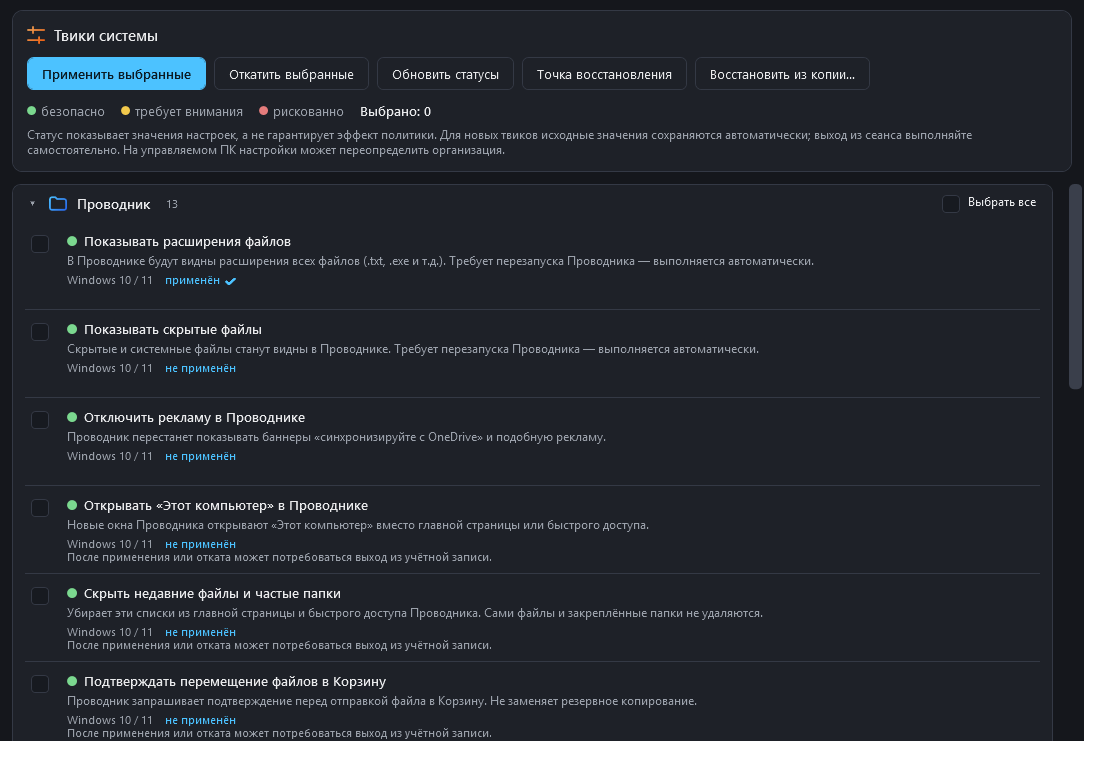 Твики системы
Применить выбранные
Откатить выбранные
Обновить статусы
Точка восстановления
Восстановить из копии...
безопасно
требует внимания
рискованно
Выбрано: 0
Статус показывает значения настроек, а не гарантирует эффект политики. Для новых твиков исходные значения сохраняются автоматически; выход из сеанса выполняйте
самостоятельно. На управляемом ПК настройки может переопределить организация.
Проводник 13
Выбрать все
Показывать расширения файлов
В Проводнике будут видны расширения всех файлов (.txt, .exe и т.д.). Требует перезапуска Проводника — выполняется автоматически.
Windows 10 / 11 применён
Показывать скрытые файлы
Скрытые и системные файлы станут видны в Проводнике. Требует перезапуска Проводника — выполняется автоматически.
Windows 10 / 11 не применён
Отключить рекламу в Проводнике
Проводник перестанет показывать баннеры «синхронизируйте с OneDrive» и подобную рекламу.
Windows 10 / 11 не применён
Открывать «Этот компьютер» в Проводнике
Новые окна Проводника открывают «Этот компьютер» вместо главной страницы или быстрого доступа.
Windows 10 / 11 не применён
После применения или отката может потребоваться выход из учётной записи.
Скрыть недавние файлы и частые папки
Убирает эти списки из главной страницы и быстрого доступа Проводника. Сами файлы и закреплённые папки не удаляются.
Windows 10 / 11 не применён
После применения или отката может потребоваться выход из учётной записи.
Подтверждать перемещение файлов в Корзину
Проводник запрашивает подтверждение перед отправкой файла в Корзину. Не заменяет резервное копирование.
Windows 10 / 11 не применён
После применения или отката может потребоваться выход из учётной записи.